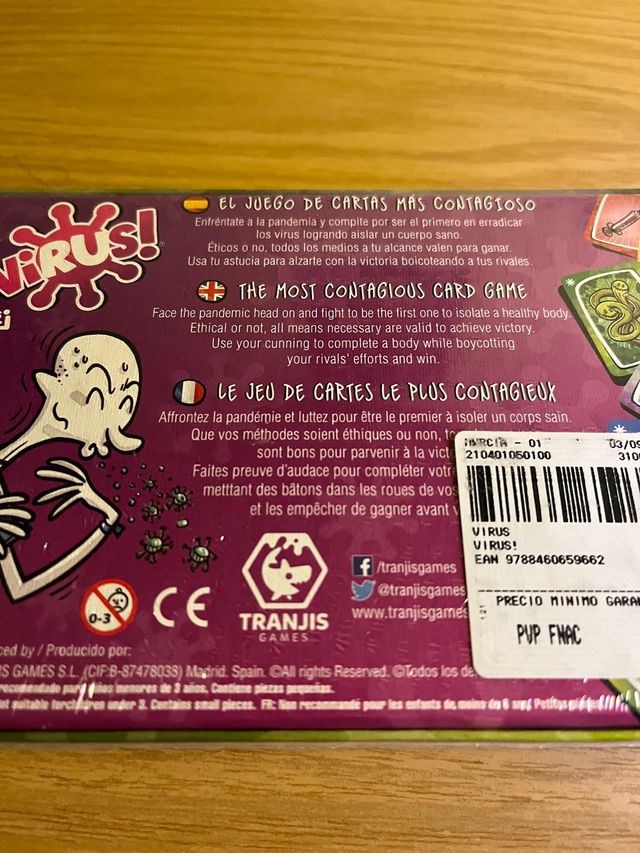 ViRUS!
EL JUEGO DE CARTAS MÁS CONTAGIOSO
Enfréntate a la pandemia y compite por ser el primero en erradicar
los virus logrando aislar un cuerpo sano.
Éticos o no, todos los medios a tu alcance valen para ganar.
Usa tu astucia para alzarte con la victoria boicoteando a tus rivales.
THE MOST CONTAGIOUS CARD GAME
Face the pandemic head on and fight to be the first one to isolate a healthy body.
Ethical or not, all means necessary are valid to achieve victory.
Use your cunning to complete a body while boycotting
your rivals' efforts and win.
LE JEU DE CARTES LE PLUS CONTAGIEUX
Affrontez la pandémie et luttez pour être le premier à isoler un corps sain.
Que vos méthodes soient éthiques ou non,
sont bons pour parvenir à la
Faites preuve d'audace pour compléter
metttant des bâtons dans les roues de vos
et les empêcher de gagner avant
MURCIA - 01 03/09
210401050100 310
VIRUS
VIRUS!
EAN 9788460659662
PRECIO MINIMO
PVP FNAC
0-3
CE
TRANJIS
GAMES
/tranjisgames
@tranjisgames
www.tranjisgames
by / Producido por:
GAMES S.L. (CIF:B-87478038) Madrid. Spain. ©All rights Reserved. ©Todos los
recomendado para niños menores de 3 años. Contiene piezas pequeñas.
suitable for children under 3. Contains small pieces. FR: Non recommandé pour les enfants de moins de